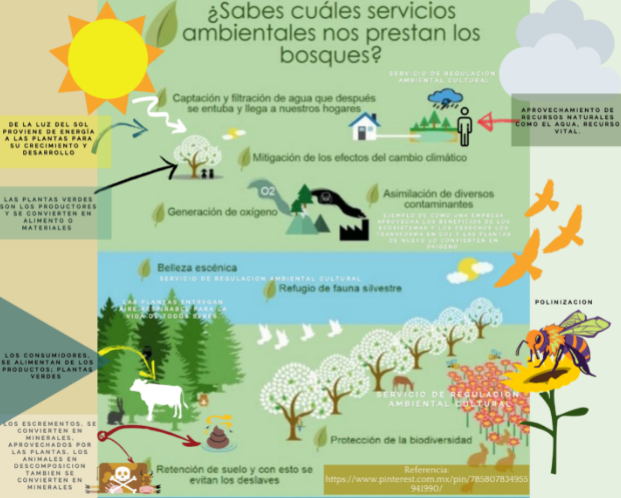 ¿Sabes cuáles servicios
ambientales nos prestan los
bosques?
SERVICIO DE REGULACION
AMBIENTAL CULTURAL
Captación y filtración de agua que después
se entuba y llega a nuestros hogares
APROVECHAMIENTO DE
RECURSOS NATURALES
COMO EL AGUA, RECURSO
VITAL.
DE LA LUZ DEL SOL
PROVIENE DE ENERGÍA
A LAS PLANTAS PARA
SU CRECIMIENTO Y
DESARROLLO
Mitigación de los efectos del cambio climático
LAS PLANTAS VERDES
SON LOS PRODUCTORES
Y SE CONVIERTEN EN
ALIMENTO O
MATERIALES
O2
Generación de oxígeno
Asimilación de diversos
contaminantes
EJEMPLO DE COMO UNA EMPRESA
APROVECHA LOS BENEFICIOS DE LOS
ECOSISTEMAS Y LOS DESECHOS LOS
TRANSFORMA EN CO2 Y LAS PLANTAS
DE NUEVO LO CONVIERTEN EN
OXIGENO
Belleza escénica
SERVICIO DE REGULACION AMBIENTAL CULTURAL
Refugio de fauna silvestre
LAS PLANTAS ENTREGAN
AIRE RESPIRABLE PARA LA
VIDA DE TODOS SERES
POLINIZACION
LOS CONSUMIDORES,
SE ALIMENTAN DE LOS
PRODUCTOS; PLANTAS
VERDES
SERVICIO DE REGULACION
AMBIENTAL CULTURAL
LOS ESCREMENTOS, SE
CONVIERTEN EN
MINERALES,
APROVECHADOS POR
LAS PLANTAS, LOS
ANIMALES EN
DESCOMPOSICION
TAMBIEN SE
CONVIERTEN EN
MINERALES
Protección de la biodiversidad
Retención de suelo y con esto se
evitan los deslaves
Referencia:
https://www.pinterest.com.mx/pin/785807834955
941990/